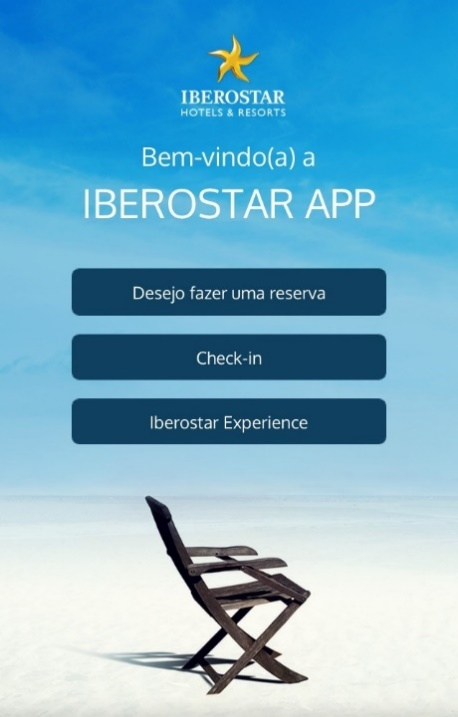 IBEROSTAR
HOTELS & RESORTS
Bem-vindo(a) a
IBEROSTAR APP
Desejo fazer uma reserva
Check-in
Iberostar Experience